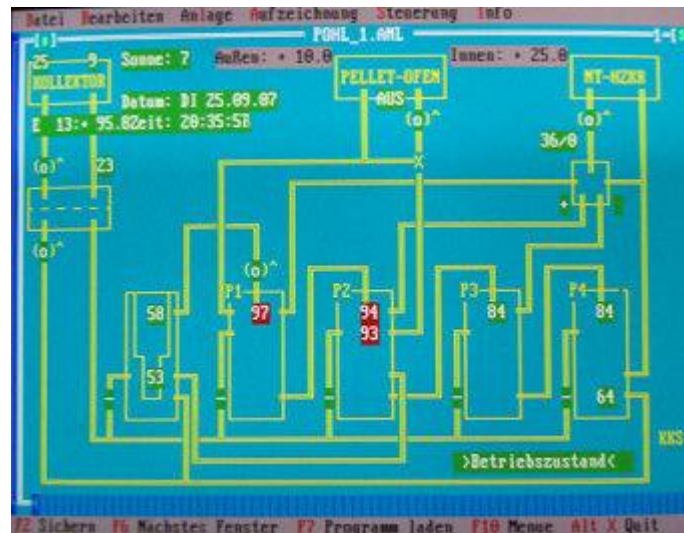 Datei Bearbeiten Anlage Aufzeichnung Steuerung Info
POHL_1.ANL
25 9 Sonne: ? Außen: + 10.0 PELLET-OFEN Innen: + 25.0 NT-HZKR
KOLLEKTOR AUS
Datum: DI 25.09.07
13:+ 95.8 Zeit: 20:35:58
(o)^ (o)^
36/0
(o)^ 23 X
+
(o)^
(o)^
P1 P2 P3 P4
58 97 94 84 84
93
53
64
KKS
>Betriebszustand<
F2 Sichern F6 Nächstes Fenster F7 Programm laden F10 Menue Alt X Quit